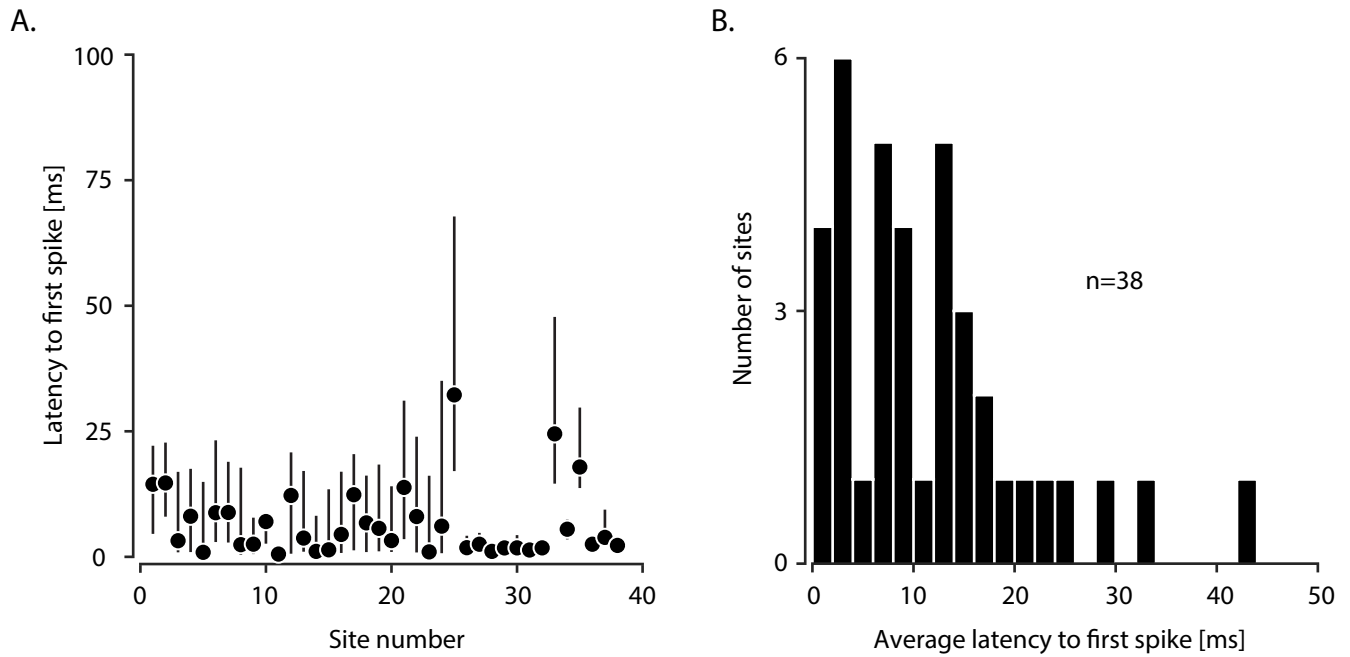 A.
100
75
50
25
0
Latency to first spike [ms]
0 10 20 30 40
Site number
B.
6
3
0
Number of sites
n=38
0 10 20 30 40 50
Average latency to first spike [ms]